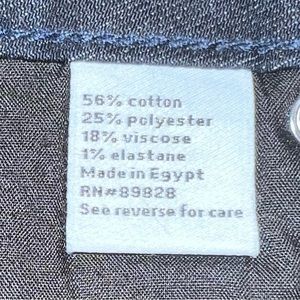 56% cotton
25% polyester
18% viscose
1% elastane
Made in Egypt
RN#89828
See reverse for care